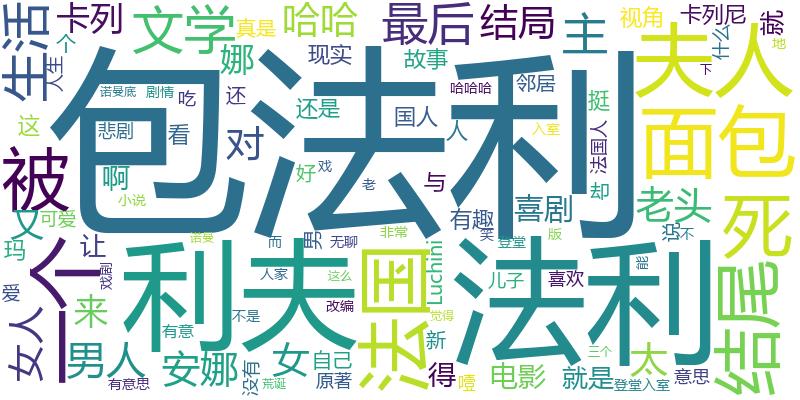 生活
卡列
文学
真是
哈哈
最后
结局
主
视角
卡列尼
就
什么
个
人生
娜
现实
故事
夫人
诺曼底
剧情
吃
还
还是
哈哈哈
邻居
挺
包法利
这
悲剧
看
对
国人
人
入室
法国人
面包
被
啊
好
戏
老
与
却
小说
有趣
喜剧
老头
死
又
可爱
玛
让
诺曼
而
男
无聊
非常
笑
登堂
版
说
不
一个
利夫
法国
Luchini
法利
能
结尾
戏剧
爱
来
人家
这么
儿子
喜欢
女人
有意
不是
改编
觉得
新
男人
安娜
女
自己
三个
太
有意思
没有
荒诞
原著
得
噎
电影
就是
登堂入室
意思
地